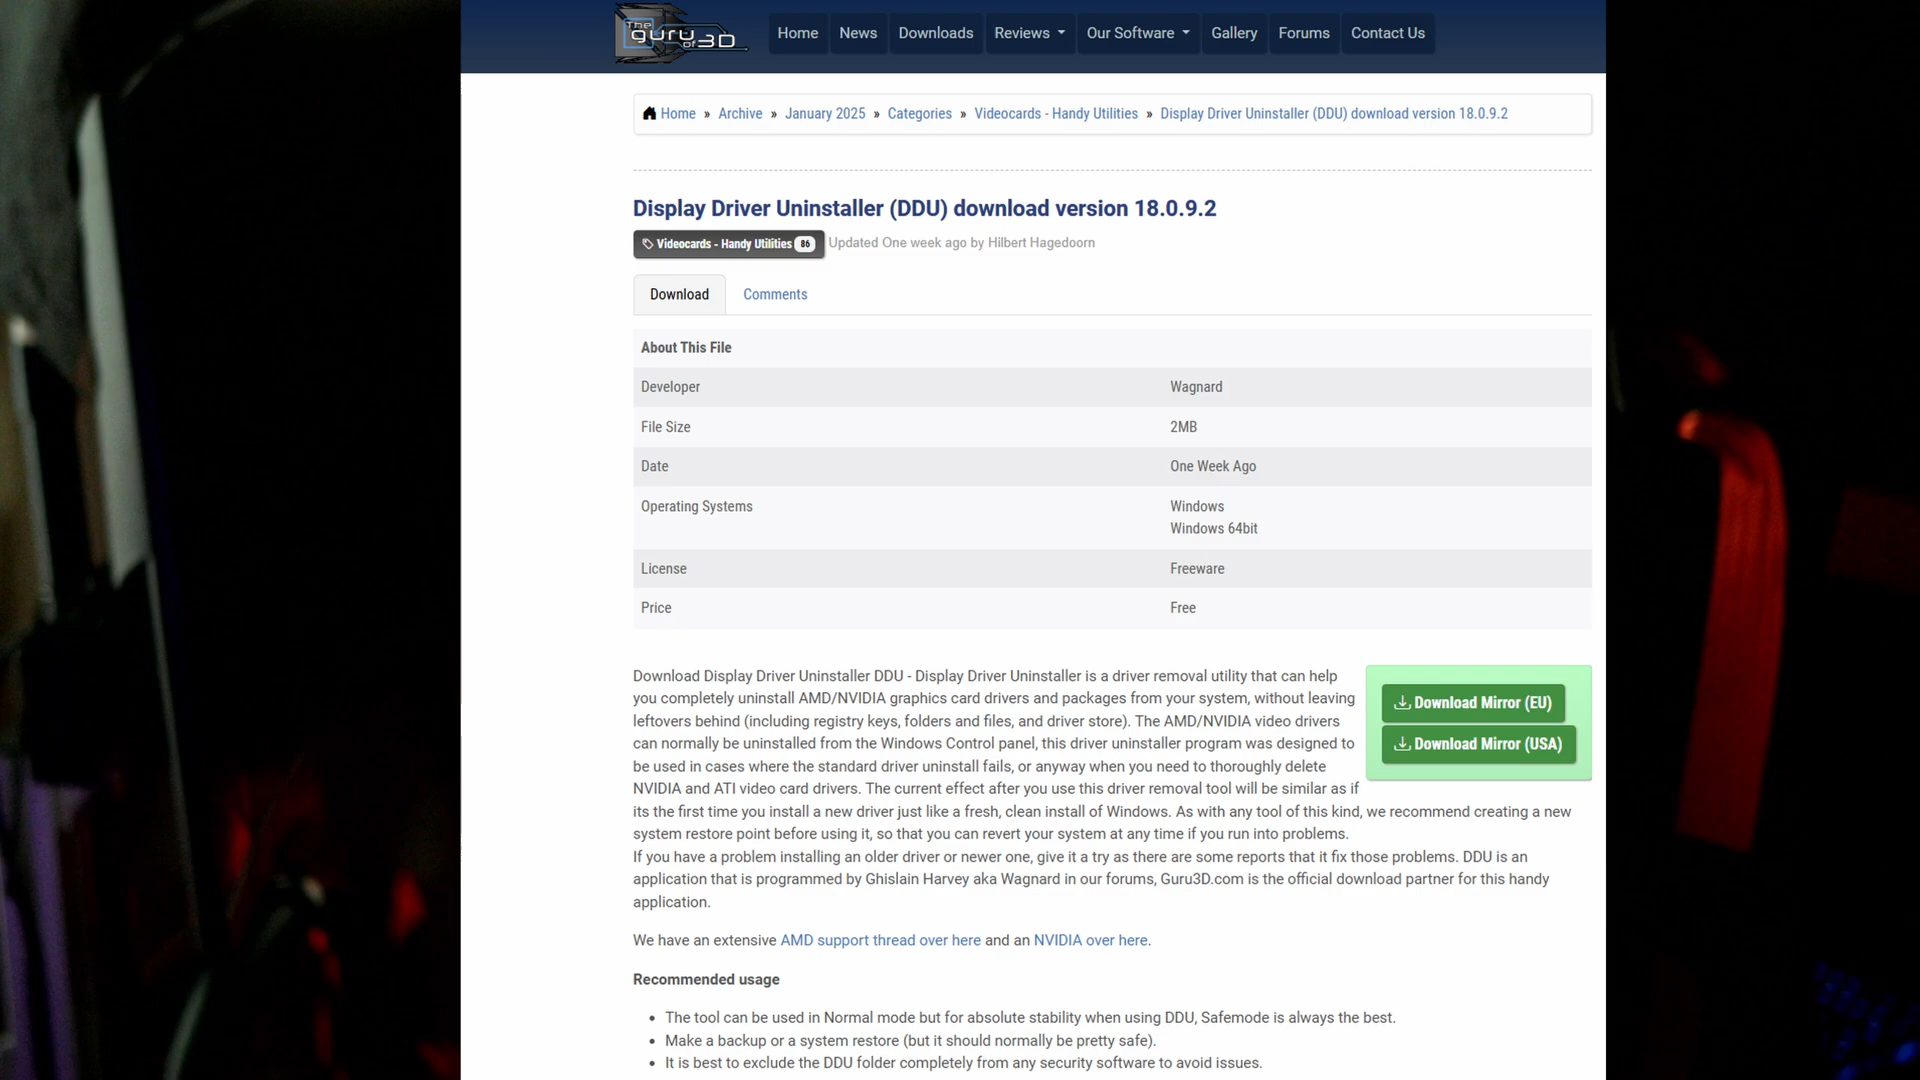 The
guru
of 3D
Home News Downloads Reviews Our Software Gallery Forums Contact Us
Home » Archive » January 2025 » Categories » Videocards - Handy Utilities » Display Driver Uninstaller (DDU) download version 18.0.9.2
Display Driver Uninstaller (DDU) download version 18.0.9.2
Videocards - Handy Utilities 86 Updated One week ago by Hilbert Hagedoorn
Download Comments
About This File
Developer Wagnard
File Size 2MB
Date One Week Ago
Operating Systems Windows
Windows 64bit
License Freeware
Price Free
Download Display Driver Uninstaller DDU - Display Driver Uninstaller is a driver removal utility that can help
you completely uninstall AMD/NVIDIA graphics card drivers and packages from your system, without leaving
leftovers behind (including registry keys, folders and files, and driver store). The AMD/NVIDIA video drivers
can normally be uninstalled from the Windows Control panel, this driver uninstaller program was designed to
be used in cases where the standard driver uninstall fails, or anyway when you need to thoroughly delete
NVIDIA and ATI video card drivers. The current effect after you use this driver removal tool will be similar as if
its the first time you install a new driver just like a fresh, clean install of Windows. As with any tool of this kind, we recommend creating a new
system restore point before using it, so that you can revert your system at any time if you run into problems.
If you have a problem installing an older driver or newer one, give it a try as there are some reports that it fix those problems. DDU is an
application that is programmed by Ghislain Harvey aka Wagnard in our forums, Guru3D.com is the official download partner for this handy
application.
Download Mirror (EU)
Download Mirror (USA)
We have an extensive AMD support thread over here and an NVIDIA over here.
Recommended usage
• The tool can be used in Normal mode but for absolute stability when using DDU, Safemode is always the best.
• Make a backup or a system restore (but it should normally be pretty safe).
• It is best to exclude the DDU folder completely from any security software to avoid issues.